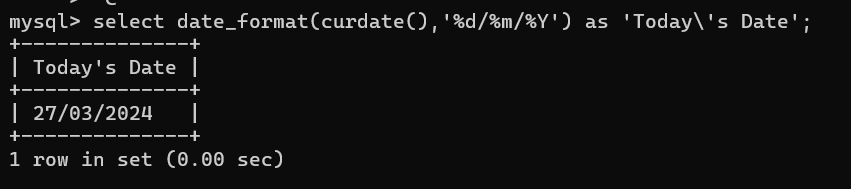 mysql> select date_format(curdate(),'%d/%m/%Y') as 'Today\'s Date';
+--------------+
| Today's Date |
+--------------+
| 27/03/2024   |
+--------------+
1 row in set (0.00 sec)